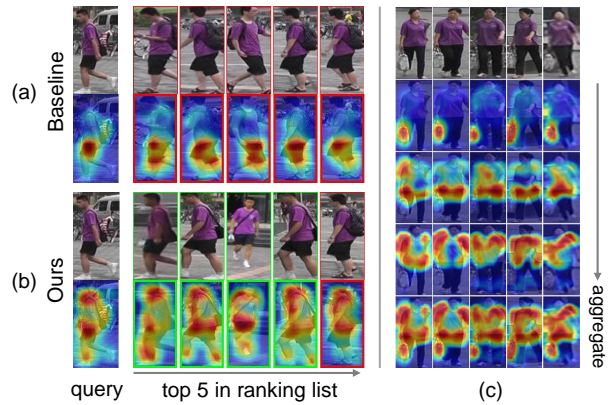 (a)
Baseline
(b)
Ours
query
top 5 in ranking list
(c)
aggregate